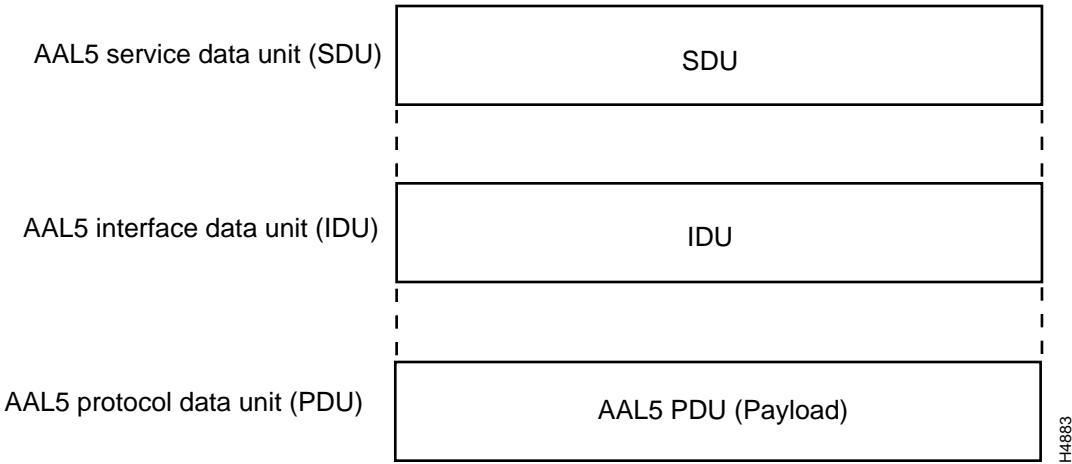 AAL5 service data unit (SDU)
SDU
AAL5 interface data unit (IDU)
IDU
AAL5 protocol data unit (PDU)
AAL5 PDU (Payload)
H4883